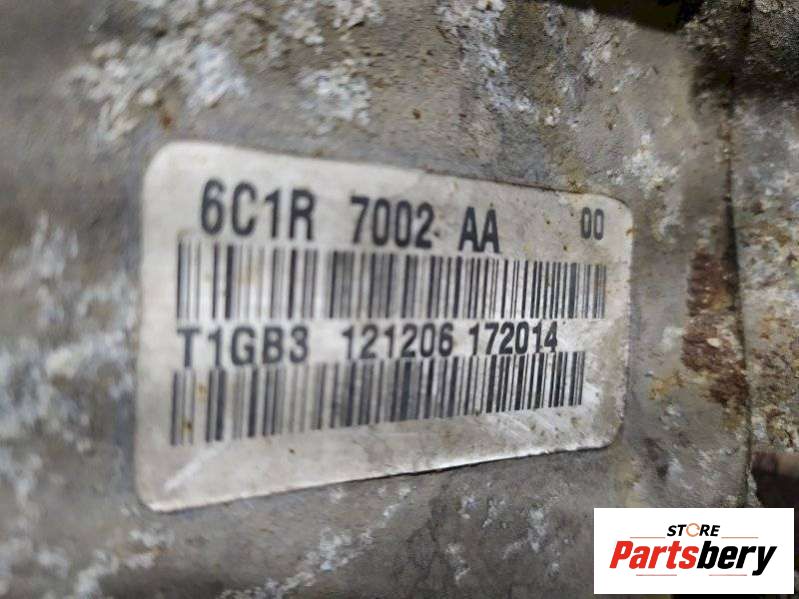 6C1R 7002 AA 00
T1GB3 121206 172014
STORE
Partsbery